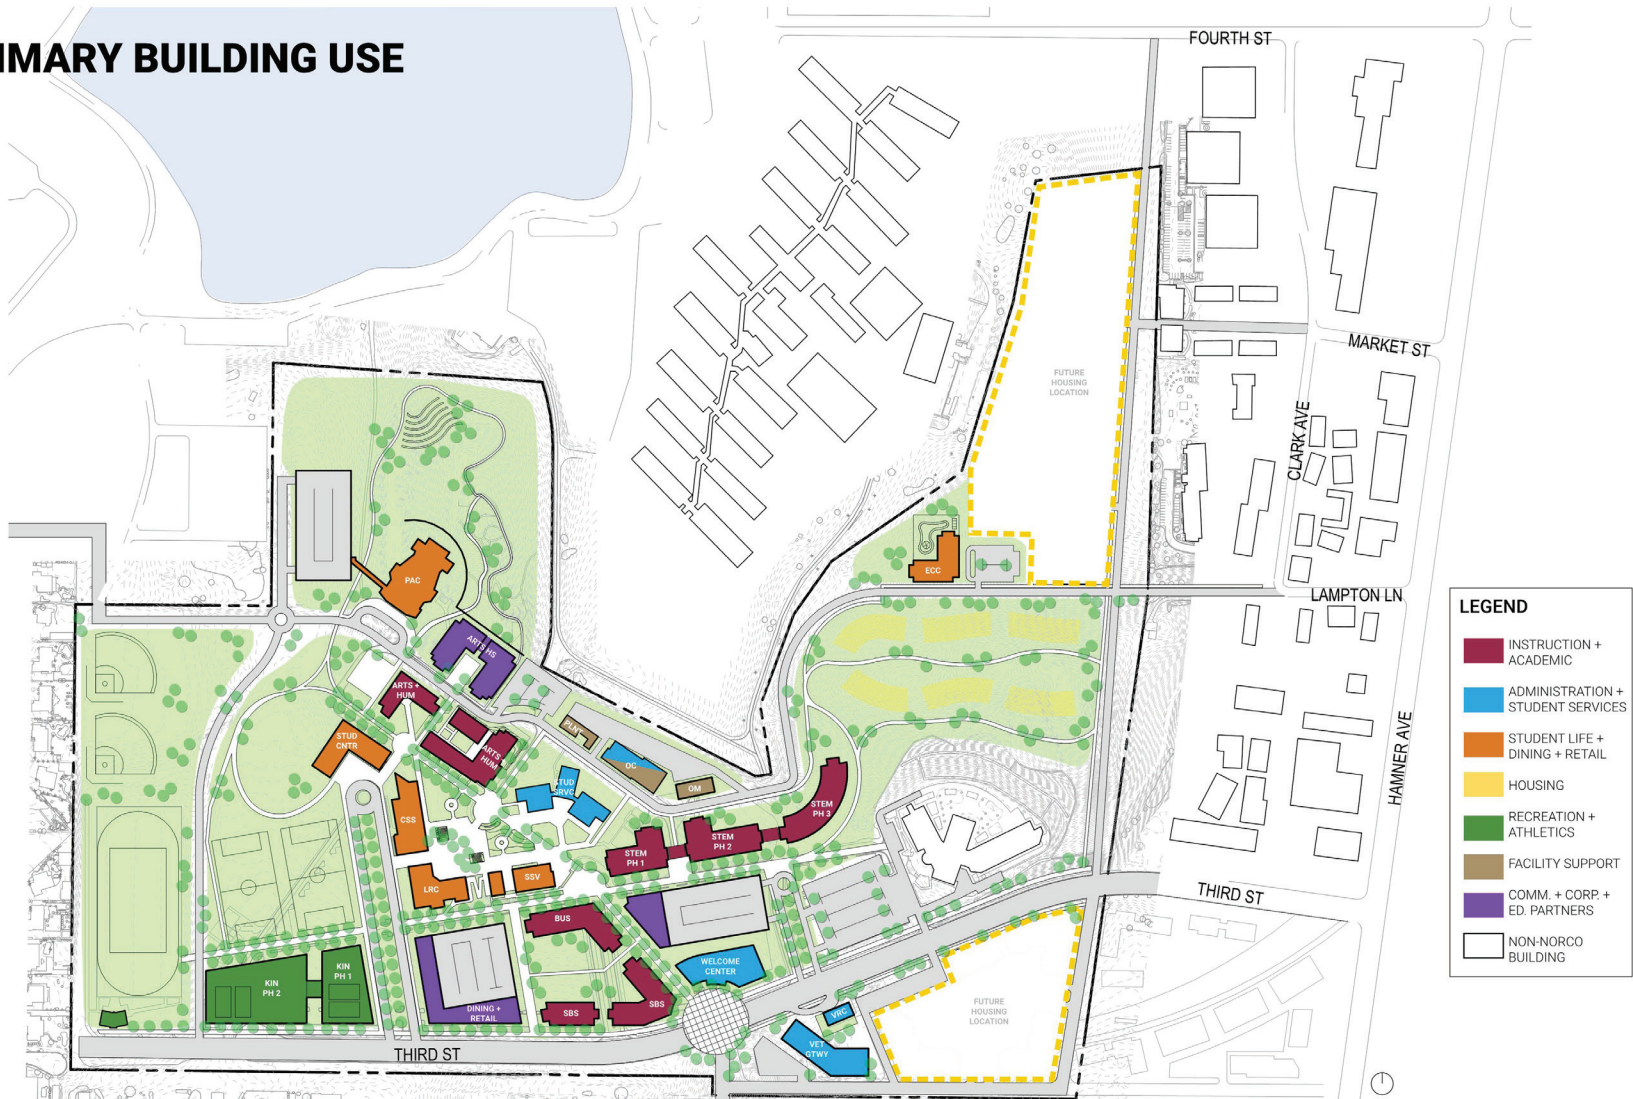 IMARY BUILDING USE
FOURTH ST
MARKET ST
CLARK AVE
LAMPTON LN
HAMNER AVE
THIRD ST
THIRD ST
FUTURE
HOUSING
LOCATION
FUTURE
HOUSING
LOCATION
PAC
ECC
ARTS HS
ARTS +
HUM
ARTS
HUM
STUD
CNTR
PLN
OC
OM
STUD
SRVC
CSS
STEM
PH 3
STEM
PH 2
STEM
PH 1
LRC
SSV
BUS
WELCOME
CENTER
KIN
PH 1
KIN
PH 2
DINING +
RETAIL
SBS
SBS
VRC
VET
GTWY
LEGEND
INSTRUCTION +
ACADEMIC
ADMINISTRATION +
STUDENT SERVICES
STUDENT LIFE +
DINING + RETAIL
HOUSING
RECREATION +
ATHLETICS
FACILITY SUPPORT
COMM. + CORP. +
ED. PARTNERS
NON-NORCO
BUILDING